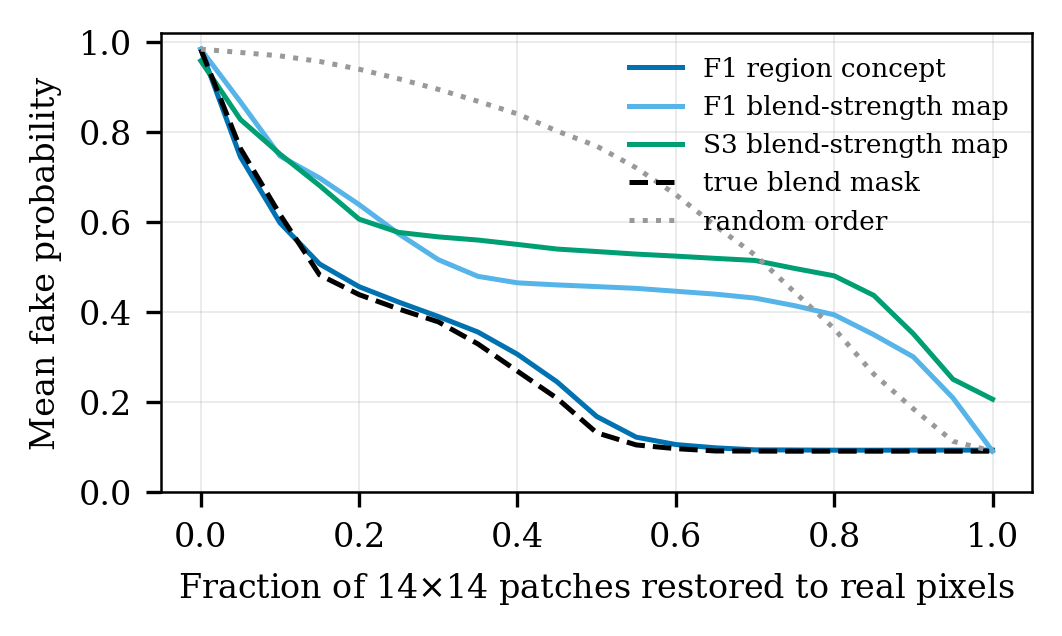 1.0
0.8
0.6
0.4
0.2
0.0
Mean fake probability
F1 region concept
F1 blend-strength map
S3 blend-strength map
true blend mask
random order
0.0 0.2 0.4 0.6 0.8 1.0
Fraction of 14×14 patches restored to real pixels